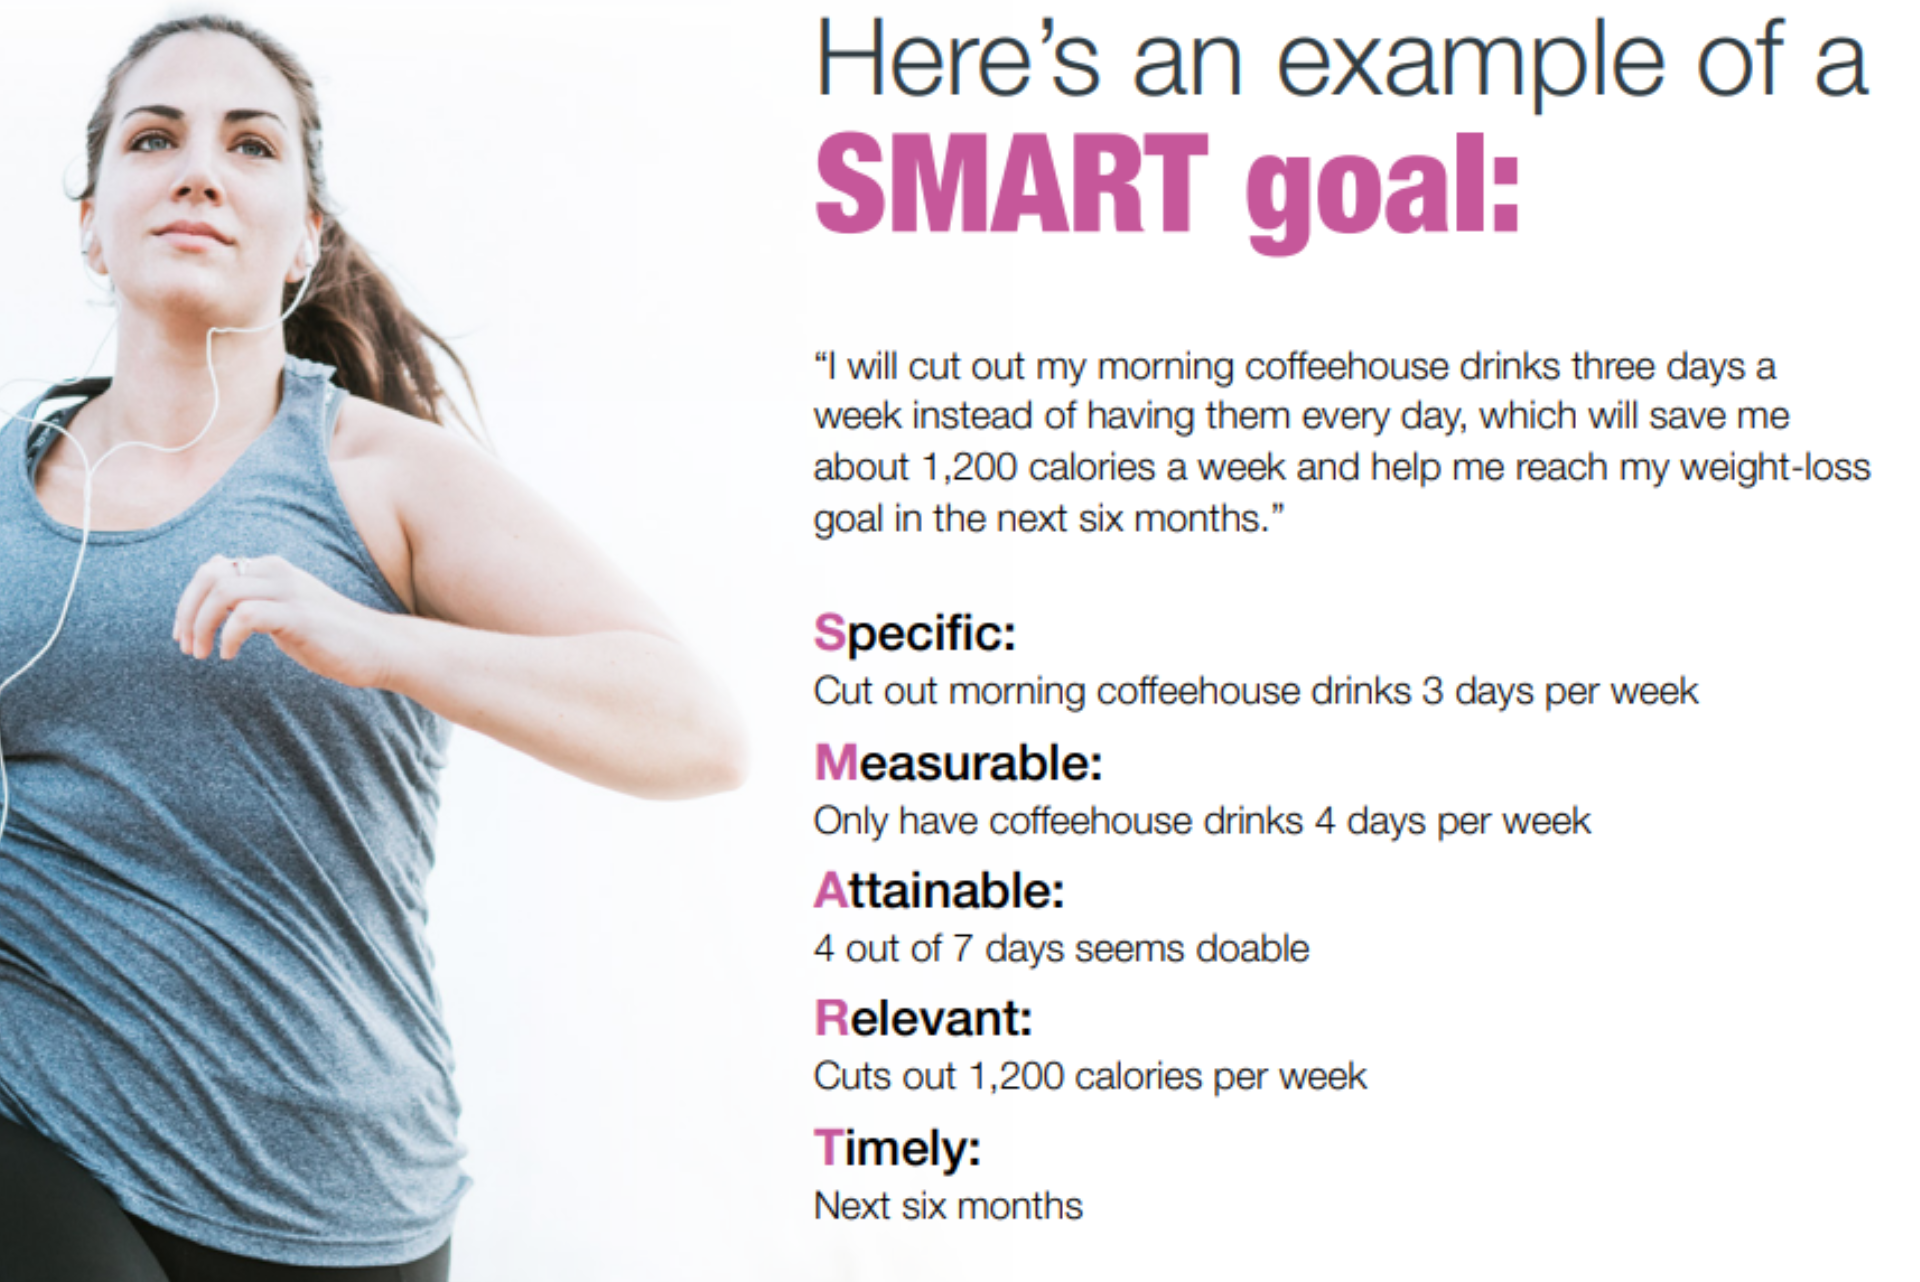 Here’s an example of a
SMART goal:
“I will cut out my morning coffeehouse drinks three days a
week instead of having them every day, which will save me
about 1,200 calories a week and help me reach my weight-loss
goal in the next six months.”
Specific:
Cut out morning coffeehouse drinks 3 days per week
Measurable:
Only have coffeehouse drinks 4 days per week
Attainable:
4 out of 7 days seems doable
Relevant:
Cuts out 1,200 calories per week
Timely:
Next six months